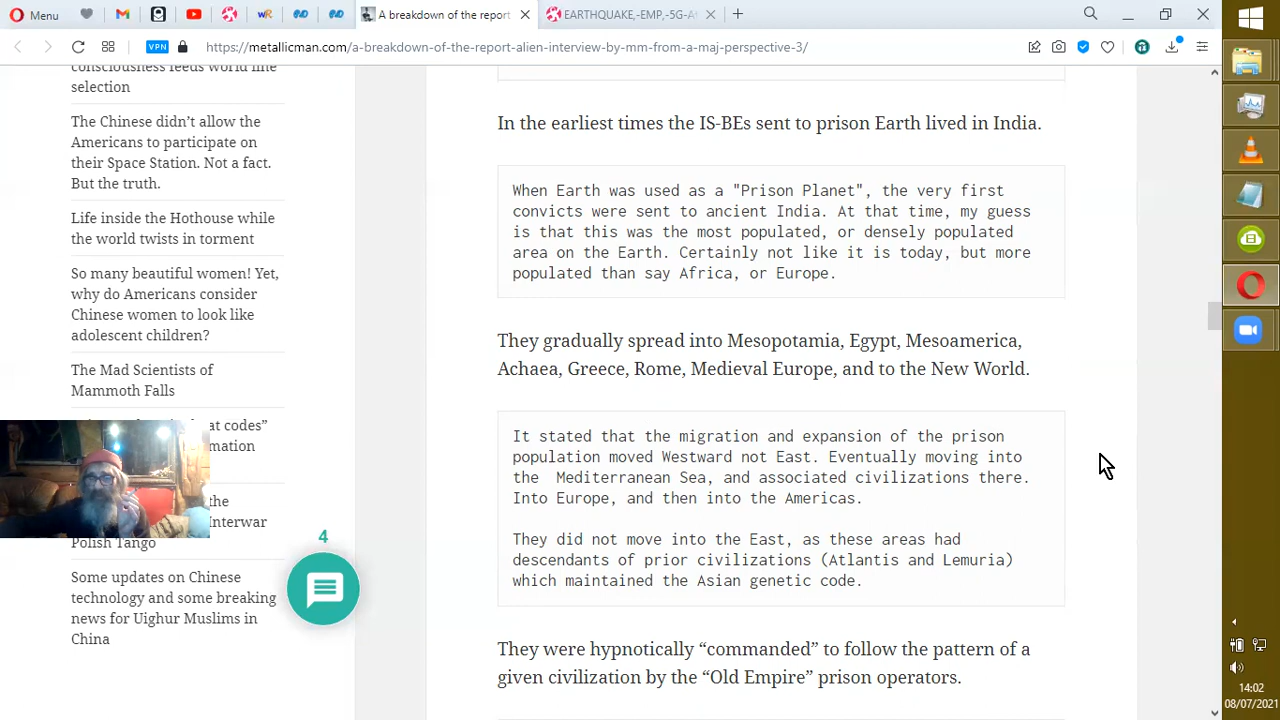 Menu
A breakdown of the report
EARTHQUAKE,-EMP,-5G-A
VPN
https://metallicman.com/a-breakdown-of-the-report-alien-interview-by-mm-from-a-maj-perspective-3/
consciousness feeds world line
selection
The Chinese didn’t allow the
Americans to participate on
their Space Station. Not a fact.
But the truth.
Life inside the Hothouse while
the world twists in torment
So many beautiful women! Yet,
why do Americans consider
Chinese women to look like
adolescent children?
The Mad Scientists of
Mammoth Falls
at codes”
mation
the
Interwar
Polish Tango
Some updates on Chinese
technology and some breaking
news for Uighur Muslims in
China
4
In the earliest times the IS-BEs sent to prison Earth lived in India.
When Earth was used as a "Prison Planet", the very first
convicts were sent to ancient India. At that time, my guess
is that this was the most populated, or densely populated
area on the Earth. Certainly not like it is today, but more
populated than say Africa, or Europe.
They gradually spread into Mesopotamia, Egypt, Mesoamerica,
Achaea, Greece, Rome, Medieval Europe, and to the New World.
It stated that the migration and expansion of the prison
population moved Westward not East. Eventually moving into
the Mediterranean Sea, and associated civilizations there.
Into Europe, and then into the Americas.
They did not move into the East, as these areas had
descendants of prior civilizations (Atlantis and Lemuria)
which maintained the Asian genetic code.
They were hypnotically “commanded” to follow the pattern of a
given civilization by the “Old Empire” prison operators.
14:02
08/07/2021